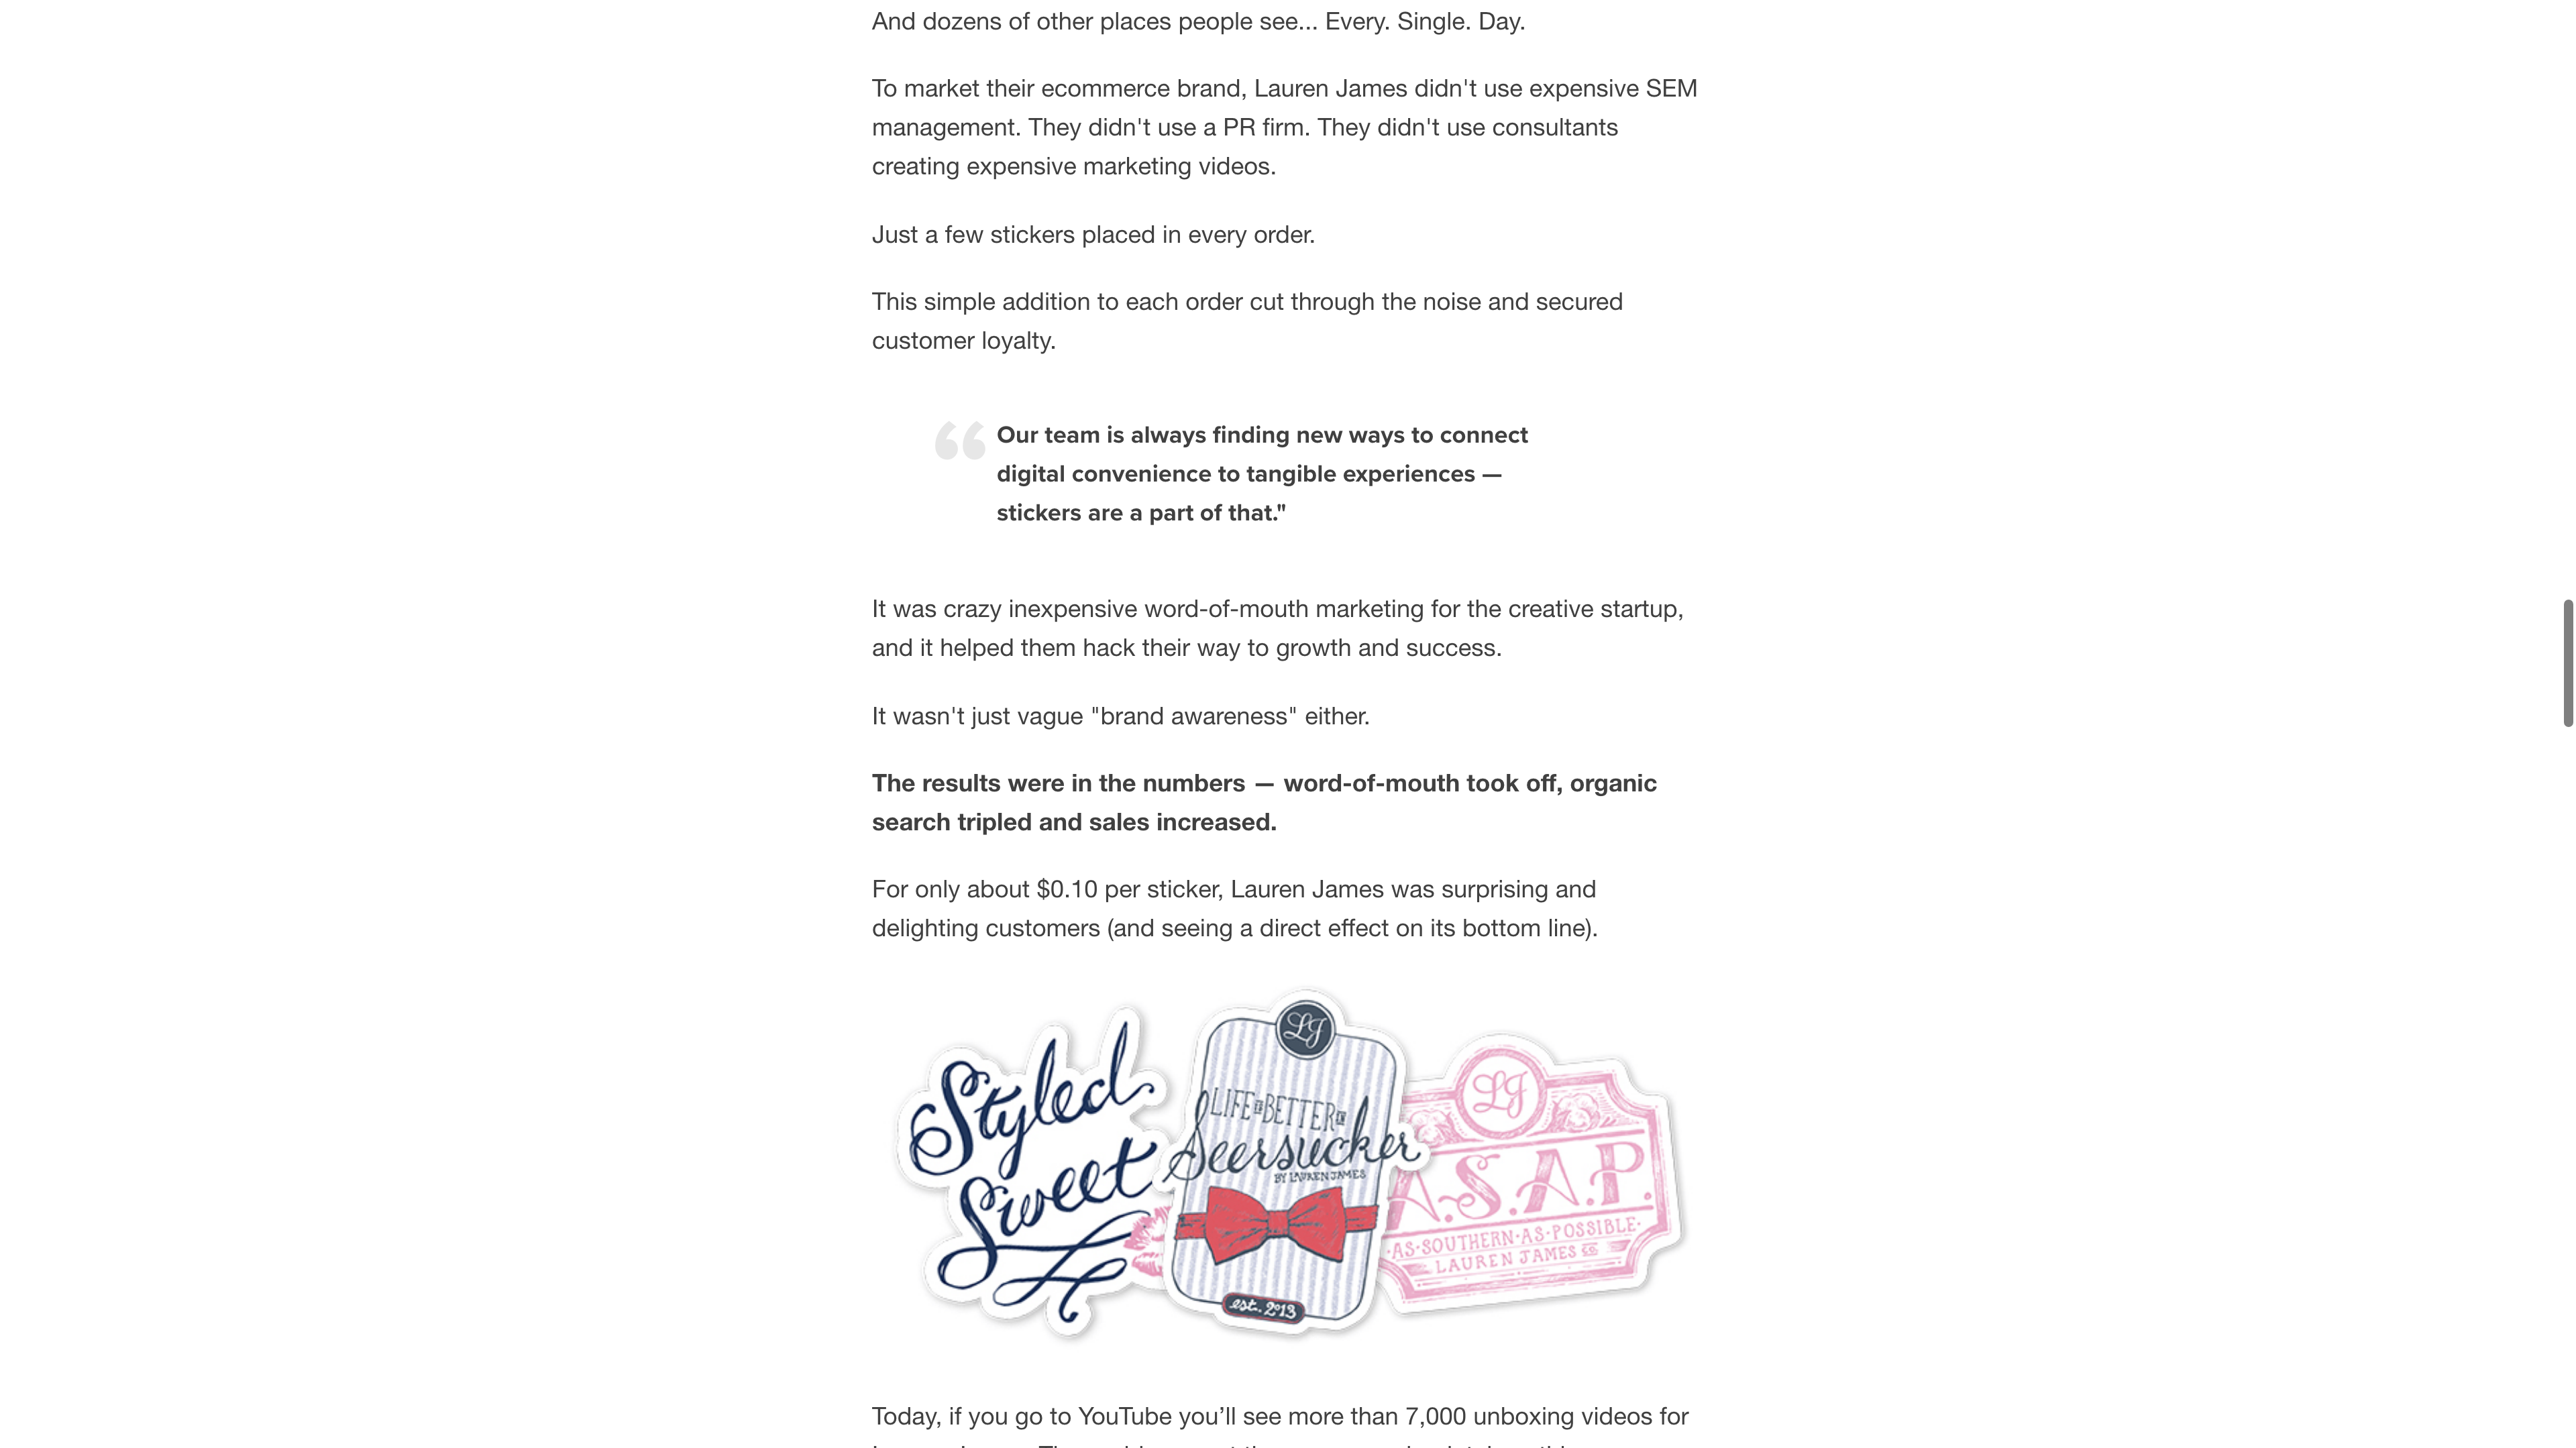 And dozens of other places people see... Every. Single. Day.
To market their ecommerce brand, Lauren James didn't use expensive SEM
management. They didn't use a PR firm. They didn't use consultants
creating expensive marketing videos.
Just a few stickers placed in every order.
This simple addition to each order cut through the noise and secured
customer loyalty.
“ Our team is always finding new ways to connect
digital convenience to tangible experiences —
stickers are a part of that."
It was crazy inexpensive word-of-mouth marketing for the creative startup,
and it helped them hack their way to growth and success.
It wasn't just vague "brand awareness" either.
The results were in the numbers — word-of-mouth took off, organic
search tripled and sales increased.
For only about $0.10 per sticker, Lauren James was surprising and
delighting customers (and seeing a direct effect on its bottom line).
Styled
Sweet
LJ
LIFE IS BETTER IN
Seersucker
BY LAUREN JAMES
est. 2013
LJ
A.S.A.P.
·AS·SOUTHERN·AS·POSSIBLE·
LAUREN JAMES Co.
Today, if you go to YouTube you’ll see more than 7,000 unboxing videos for